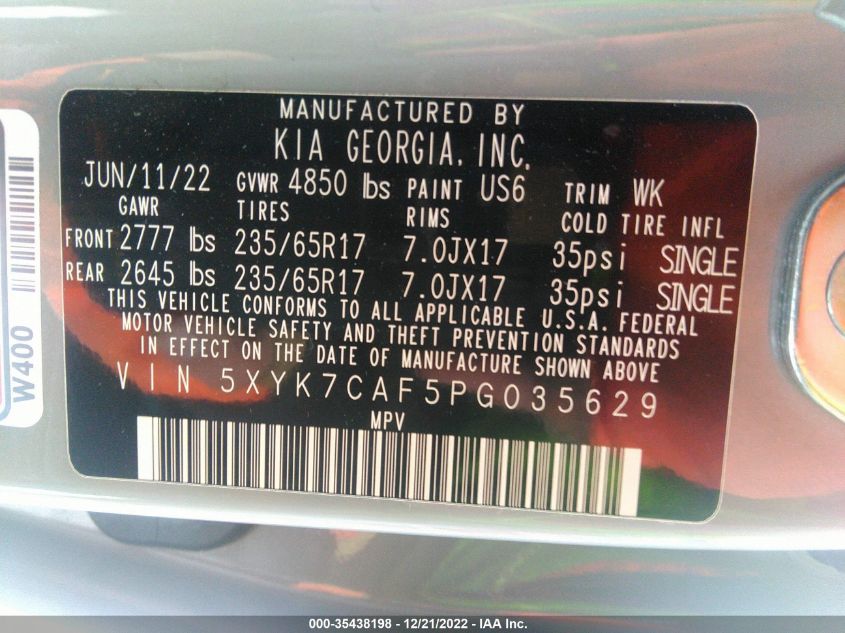 MANUFACTURED BY
KIA GEORGIA, INC.
JUN/11/22 GVWR 4850 lbs PAINT US6 TRIM WK
GAWR TIRES RIMS COLD TIRE INFL
FRONT 2777 lbs 235/65R17 7.0JX17 35psi SINGLE
REAR 2645 lbs 235/65R17 7.0JX17 35psi SINGLE
THIS VEHICLE CONFORMS TO ALL APPLICABLE U.S.A. FEDERAL
MOTOR VEHICLE SAFETY AND THEFT PREVENTION STANDARDS
IN EFFECT ON THE DATE OF MANUFACTURE SHOWN ABOVE
VIN 5XYK7CAF5PG035629
MPV
W400
000-35438198 - 12/21/2022 - IAA Inc.